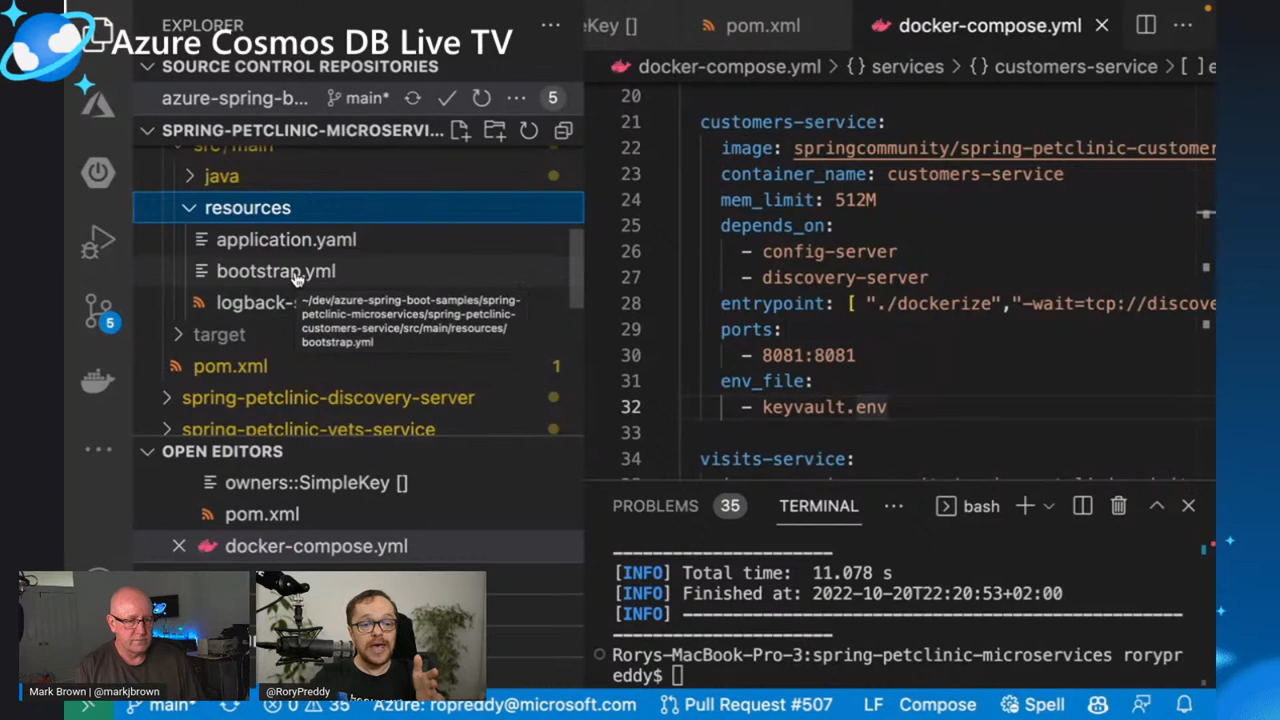 Azure Cosmos DB Live TV
EXPLORER
SOURCE CONTROL REPOSITORIES
azure-spring-b... main* 5
SPRING-PETCLINIC-MICROSERVI...
src/main
java
resources
application.yaml
bootstrap.yml
logback-
~/dev/azure-spring-boot-samples/spring-
petclinic-microservices/spring-petclinic-
customers-service/src/main/resources/
bootstrap.yml
target
pom.xml 1
spring-petclinic-discovery-server
spring-petclinic-vets-service
5
OPEN EDITORS
owners::SimpleKey []
pom.xml
docker-compose.yml
Key [] pom.xml docker-compose.yml
docker-compose.yml {} services {} customers-service [ ] e
20
21 customers-service:
22 image: springcommunity/spring-petclinic-customer
23 container_name: customers-service
24 mem_limit: 512M
25 depends_on:
26 - config-server
27 - discovery-server
28 entrypoint: [ "./dockerize","-wait=tcp://discove
29 ports:
30 - 8081:8081
31 env_file:
32 - keyvault.env
33
34 visits-service:
PROBLEMS 35 TERMINAL ... bash
[INFO] Total time: 11.078 s
[INFO] Finished at: 2022-10-20T22:20:53+02:00
[INFO]
Rorys-MacBook-Pro-3:spring-petclinic-microservices rorypr
eddy$
Mark Brown | @markjbrown
@RoryPreddy
main* 0 35 Azure: ropreddy@microsoft.com Pull Request #507 LF Compose Spell